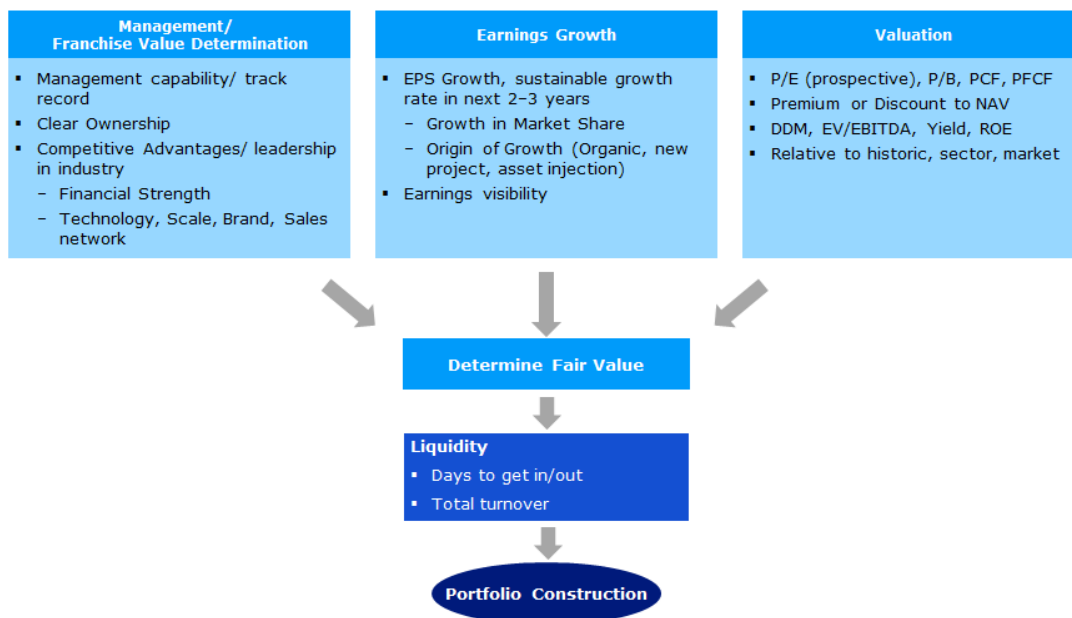 Management/
Franchise Value Determination
▪ Management capability/ track
record
▪ Clear Ownership
▪ Competitive Advantages/ leadership
in industry
− Financial Strength
− Technology, Scale, Brand, Sales
network
Earnings Growth
▪ EPS Growth, sustainable growth
rate in next 2–3 years
− Growth in Market Share
− Origin of Growth (Organic, new
project, asset injection)
▪ Earnings visibility
Valuation
▪ P/E (prospective), P/B, PCF, PFCF
▪ Premium or Discount to NAV
▪ DDM, EV/EBITDA, Yield, ROE
▪ Relative to historic, sector, market
Determine Fair Value
Liquidity
▪ Days to get in/out
▪ Total turnover
Portfolio Construction